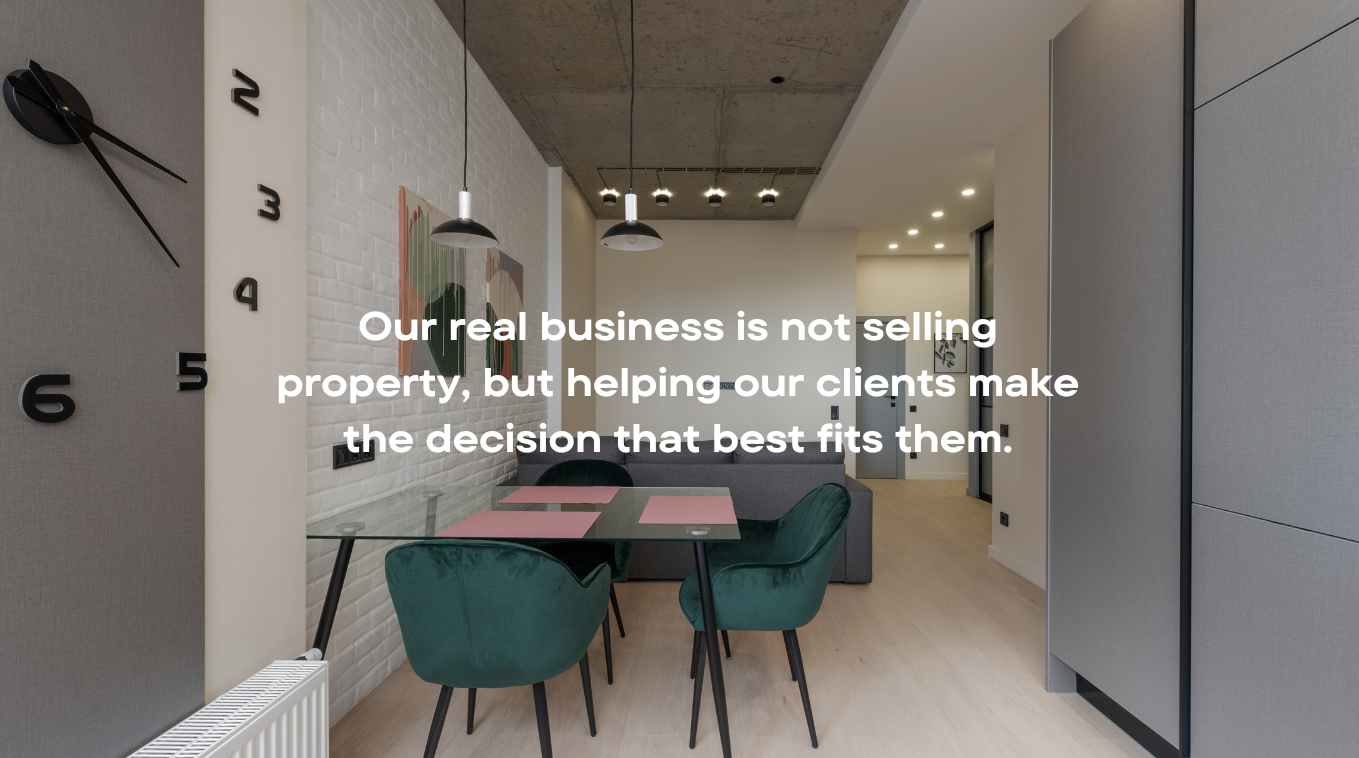 2
3
4
5
6
Our real business is not selling
property, but helping our clients make
the decision that best fits them.